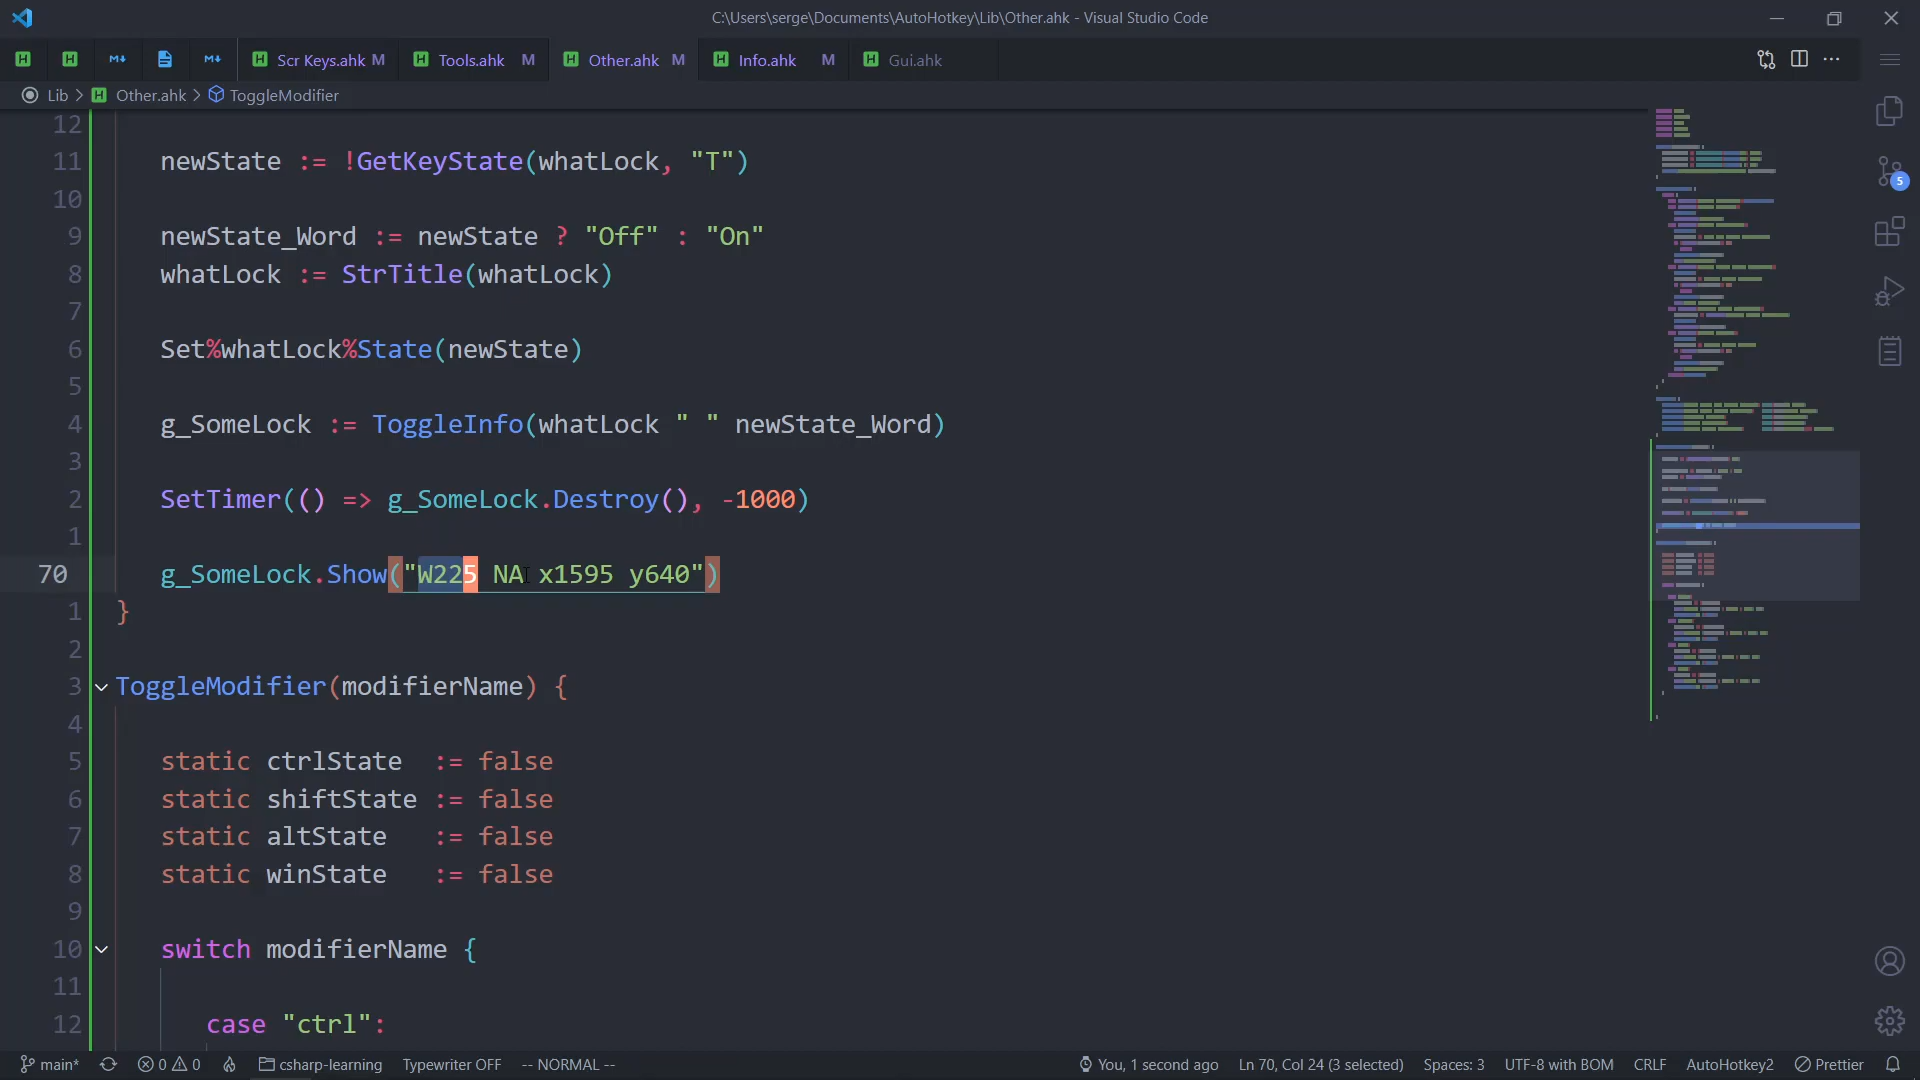 C:\Users\serge\Documents\AutoHotkey\Lib\Other.ahk - Visual Studio Code
Scr Keys.ahk M Tools.ahk M Other.ahk M Info.ahk M Gui.ahk
Lib > Other.ahk > ToggleModifier
12
11 newState := !GetKeyState(whatLock, "T")
10
9 newState_Word := newState ? "Off" : "On"
8 whatLock := StrTitle(whatLock)
7
6 Set%whatLock%State(newState)
5
4 g_SomeLock := ToggleInfo(whatLock " " newState_Word)
3
2 SetTimer(() => g_SomeLock.Destroy(), -1000)
1
70 g_SomeLock.Show("W225 NA x1595 y640")
1 }
2
3 ToggleModifier(modifierName) {
4
5 static ctrlState := false
6 static shiftState := false
7 static altState := false
8 static winState := false
9
10 switch modifierName {
11
12 case "ctrl":
5
main* 0 0 csharp-learning Typewriter OFF -- NORMAL -- You, 1 second ago Ln 70, Col 24 (3 selected) Spaces: 3 UTF-8 with BOM CRLF AutoHotkey2 Prettier